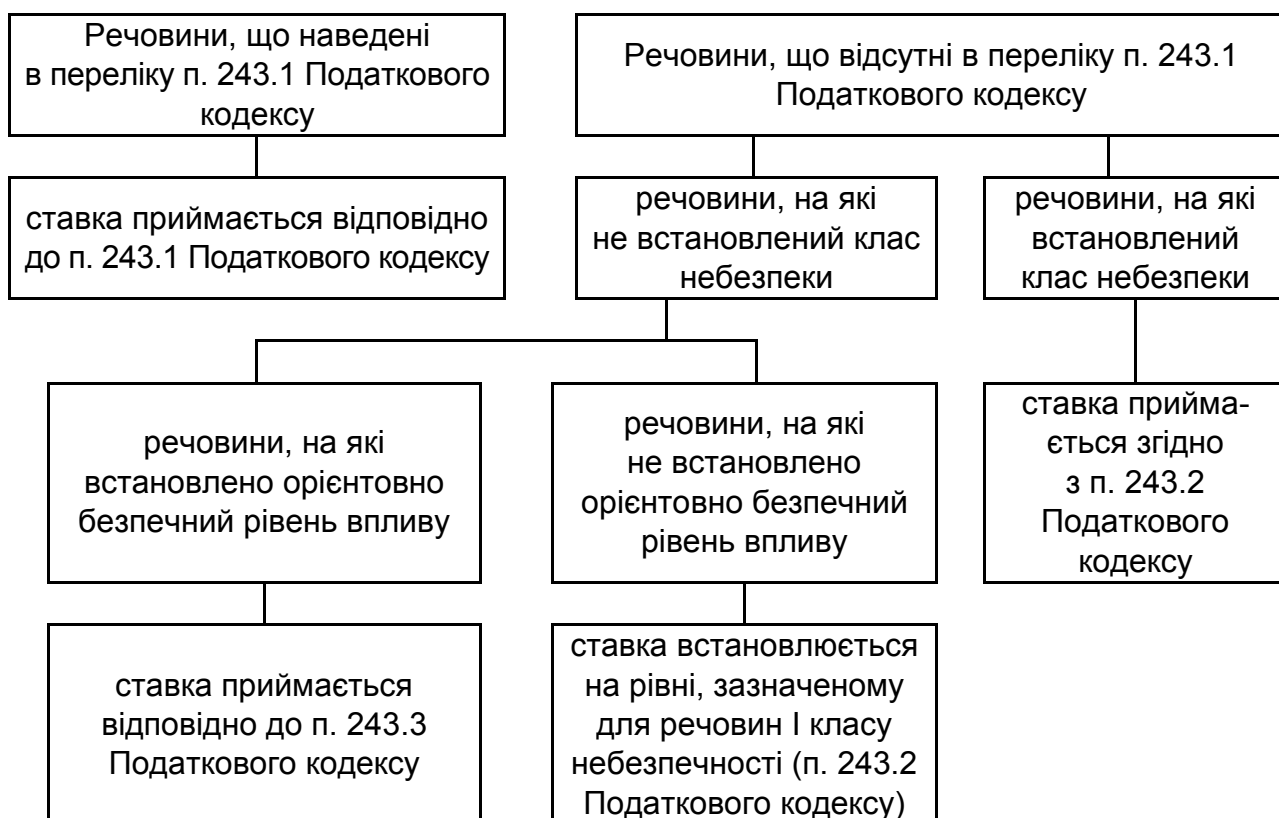 Речовини, що наведені
в переліку п. 243.1 Податкового
кодексу
Речовини, що відсутні в переліку п. 243.1
Податкового кодексу
ставка приймається відповідно
до п. 243.1 Податкового кодексу
речовини, на які
не встановлений клас
небезпеки
речовини, на які
встановлений
клас небезпеки
речовини, на які
встановлено орієнтовно
безпечний рівень впливу
речовини, на які
не встановлено
орієнтовно безпечний
рівень впливу
ставка прийма-
ється згідно
з п. 243.2
Податкового
кодексу
ставка приймається
відповідно до п. 243.3
Податкового кодексу
ставка встановлюється
на рівні, зазначеному
для речовин І класу
небезпечності (п. 243.2
Податкового кодексу)